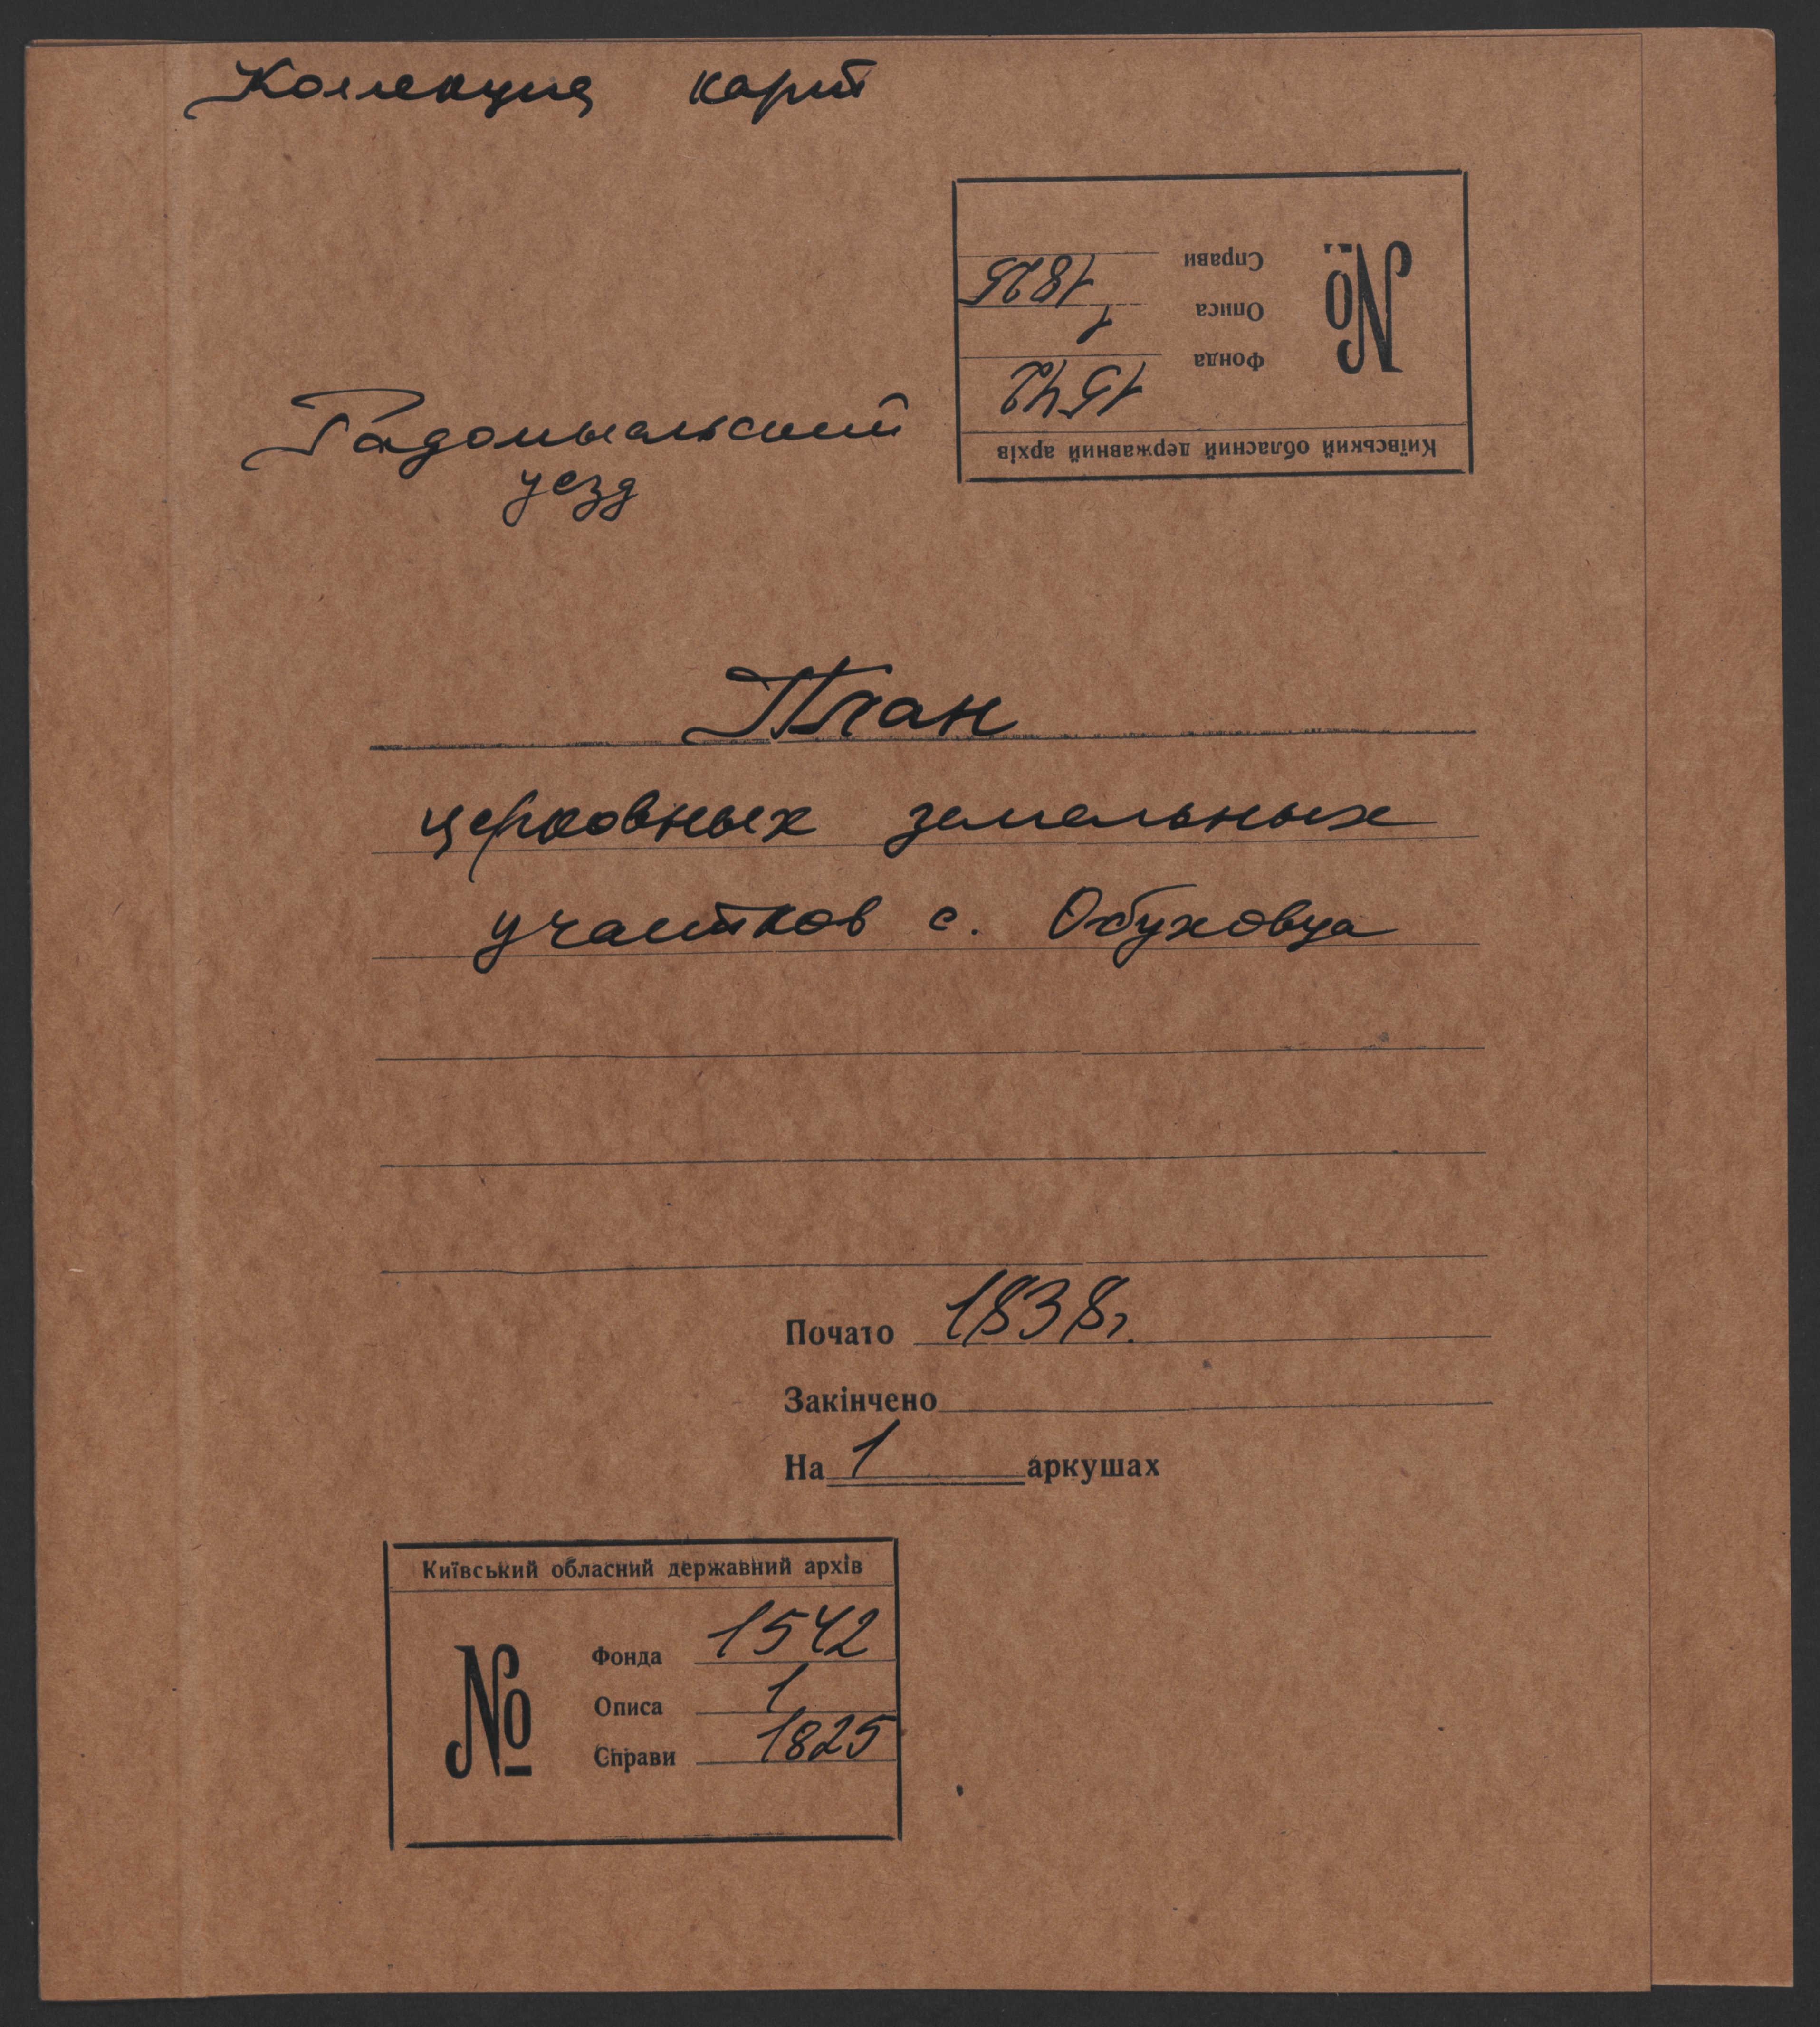 Коллекция карт
Справи 1825
Описа 1
Фонда 1542
№
Київський обласний державний архів
Радомысльский
уезд
План
церковных земельных
участков с. Обуховца
Почато 1838г.
Закінчено
На 1 аркушах
Київський обласний державний архів
№
Фонда 1542
Описа 1
Справи 1825